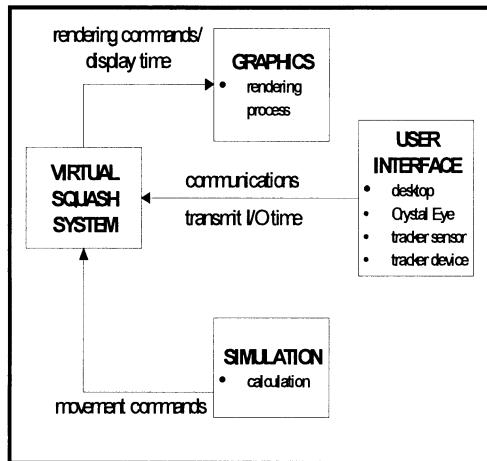 rendering commands/
display time
GRAPHICS
• rendering
process
USER
INTERFACE
• desktop
• Crystal Eye
• tracker sensor
• tracker device
VIRTUAL
SQUASH
SYSTEM
communications
transmit I/O time
SIMULATION
• calculation
movement commands